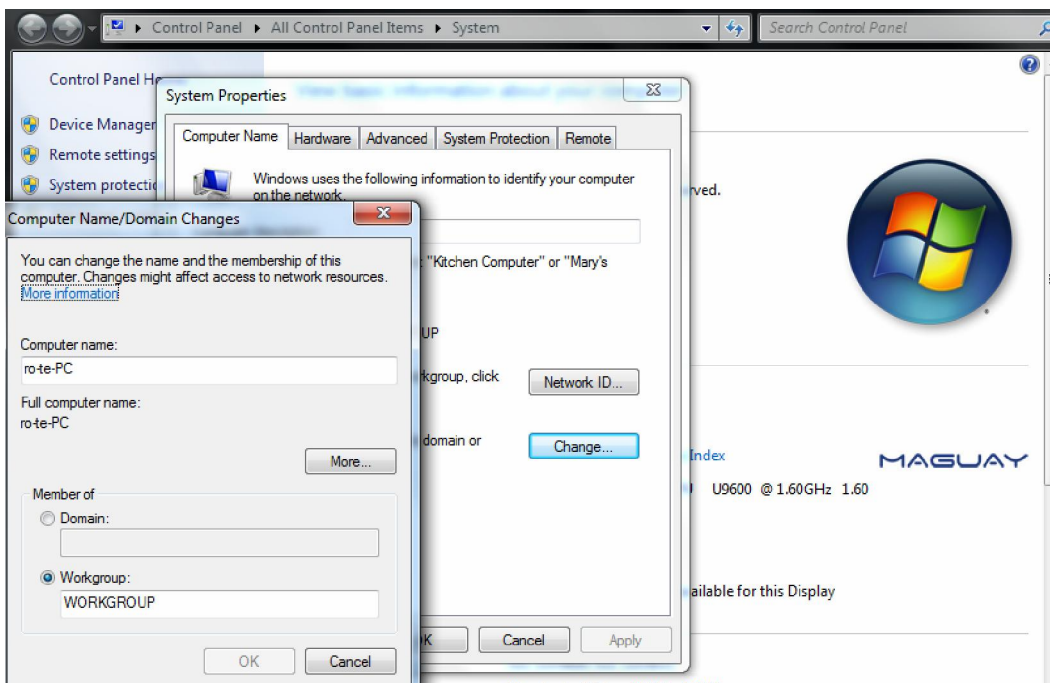 Control Panel ▸ All Control Panel Items ▸ System
Search Control Panel
Control Panel
Device Manager
Remote settings
System
System Properties
Computer Name
Hardware
Advanced
System Protection
Remote
Windows uses the following information to identify your computer
on the network.
"Kitchen Computer" or "Mary's
click
Network ID...
domain or
Change...
Cancel
Apply
Computer Name/Domain Changes
You can change the name and the membership of this
computer. Changes might affect access to network resources.
More information
Computer name:
ro-te-PC
Full computer name:
ro-te-PC
More...
Member of
Domain:
Workgroup:
WORKGROUP
OK
Cancel
Index
MAGUAY
U9600 @ 1.60GHz 1.60
for this Display